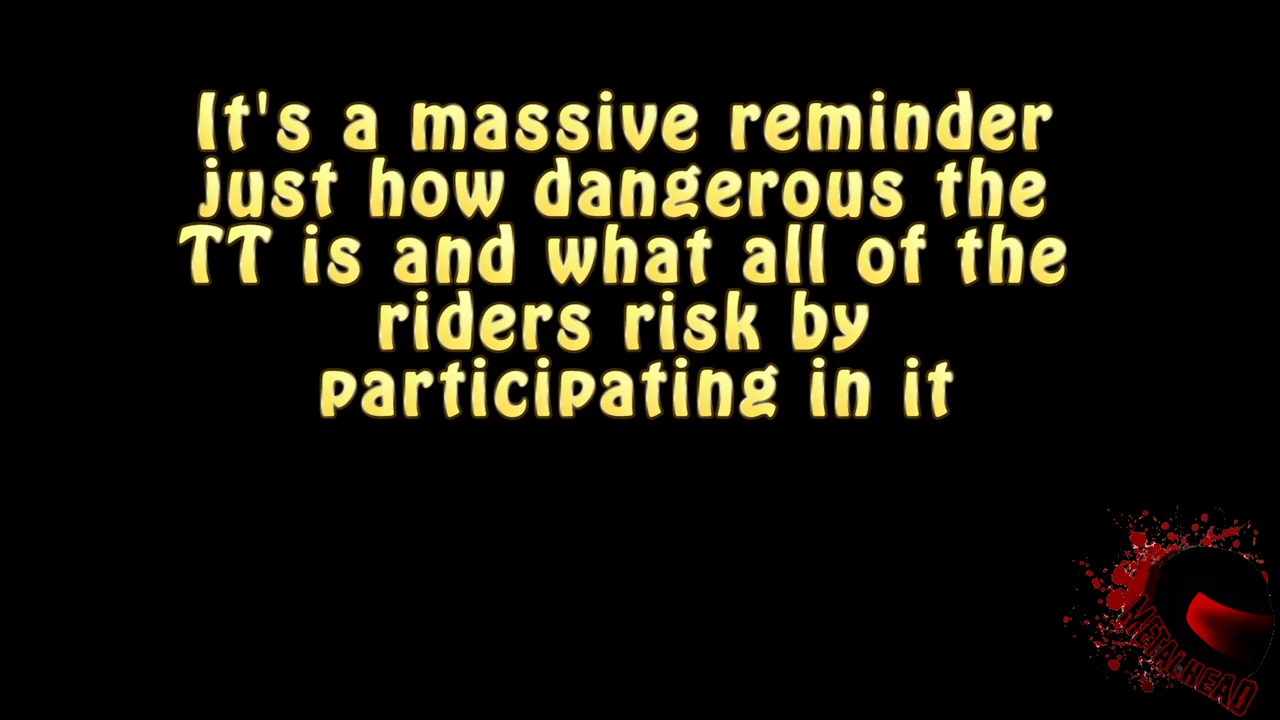 It's a massive reminder
just how dangerous the
TT is and what all of the
riders risk by
participating in it
METALHEAD